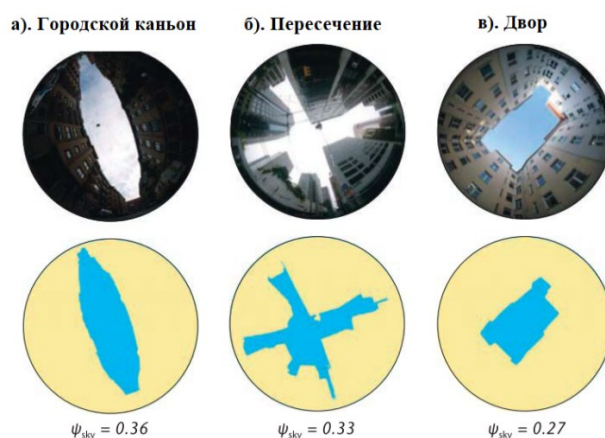 а). Городской каньон
б). Пересечение
в). Двор
ψsky = 0.36
ψsky = 0.33
ψsky = 0.27